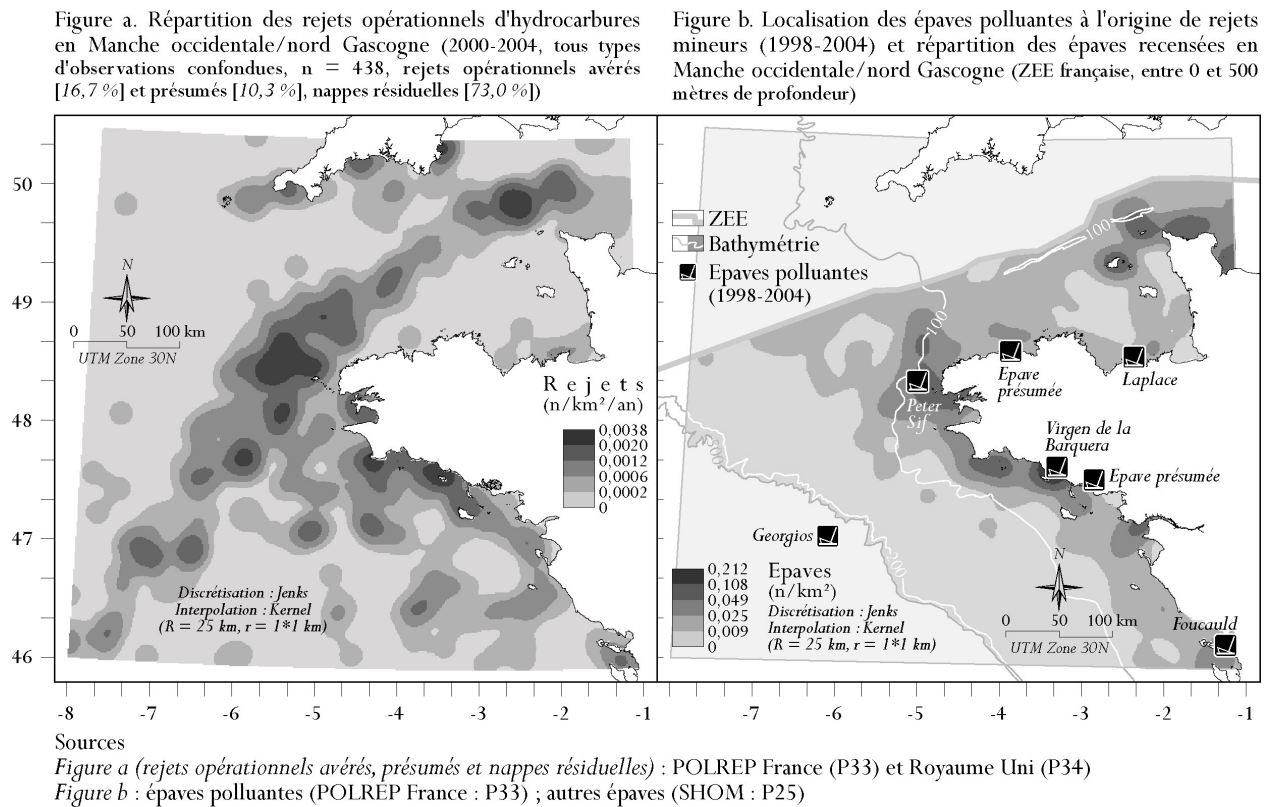 Figure a. Répartition des rejets opérationnels d'hydrocarbures
en Manche occidentale/nord Gascogne (2000-2004, tous types
d'observations confondues, n = 438, rejets opérationnels avérés
[16,7 %] et présumés [10,3 %], nappes résiduelles [73,0 %])
Figure b. Localisation des épaves polluantes à l'origine de rejets
mineurs (1998-2004) et répartition des épaves recensées en
Manche occidentale/nord Gascogne (ZEE française, entre 0 et 500
mètres de profondeur)
50
49
48
47
46
N
0 50 100 km
UTM Zone 30N
Rejets
(n/km²/an)
0,0038
0,0020
0,0012
0,0006
0,0002
0
Discrétisation : Jenks
Interpolation : Kernel
(R = 25 km, r = 1*1 km)
-8 -7 -6 -5 -4 -3 -2 -1
ZEE
Bathymétrie
Epaves polluantes
(1998-2004)
100
100
500
200
Peter
Sif
Epave
présumée
Laplace
Virgen de la
Barquera
Epave présumée
Georgios
Foucauld
0,212
0,108
0,049
0,025
0,009
0
Epaves
(n/km²)
Discrétisation : Jenks
Interpolation : Kernel
(R = 25 km, r = 1*1 km)
N
0 50 100 km
UTM Zone 30N
-7 -6 -5 -4 -3 -2 -1
Sources
Figure a (rejets opérationnels avérés, présumés et nappes résiduelles) : POLREP France (P33) et Royaume Uni (P34)
Figure b : épaves polluantes (POLREP France : P33) ; autres épaves (SHOM : P25)